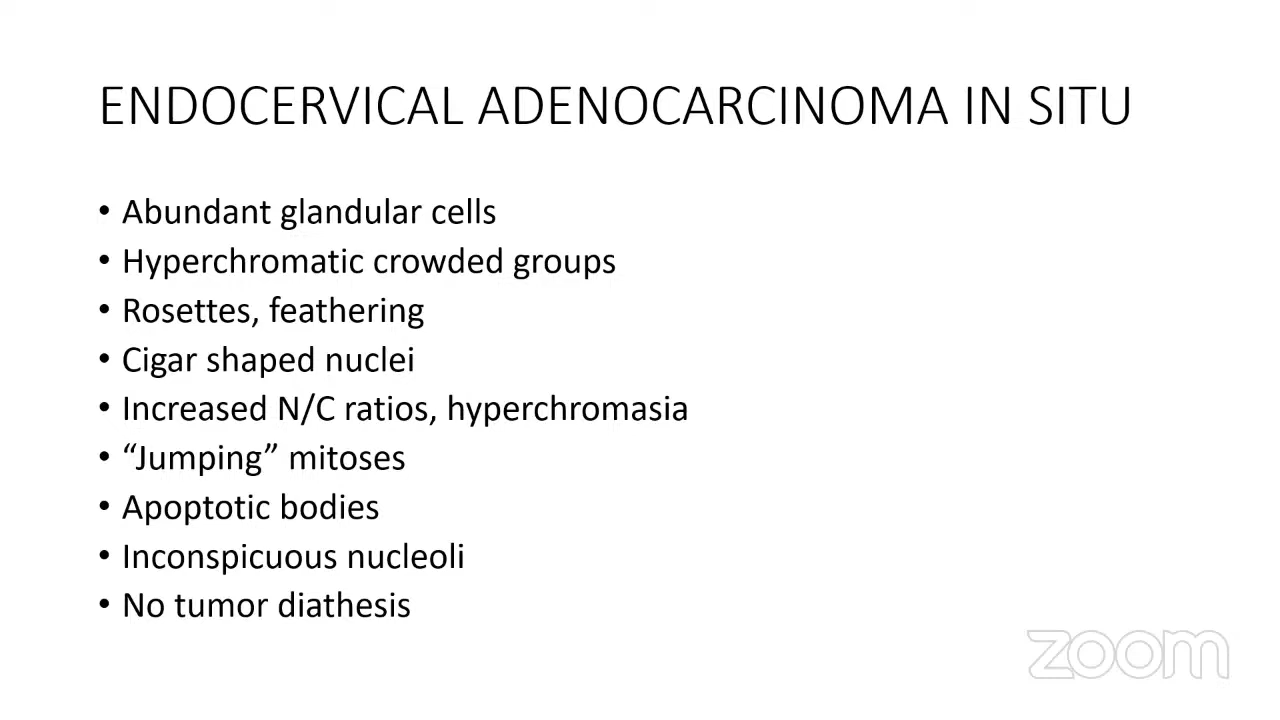 ENDOCERVICAL ADENOCARCINOMA IN SITU
• Abundant glandular cells
• Hyperchromatic crowded groups
• Rosettes, feathering
• Cigar shaped nuclei
• Increased N/C ratios, hyperchromasia
• “Jumping” mitoses
• Apoptotic bodies
• Inconspicuous nucleoli
• No tumor diathesis
zoom